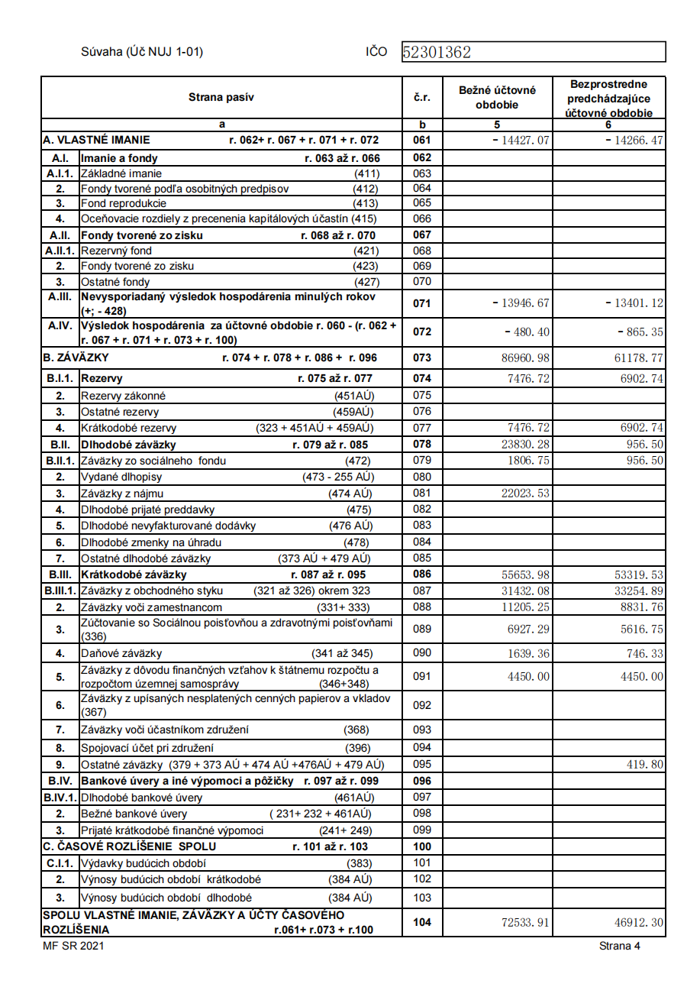 Súvaha (Úč NUJ 1-01) IČO 52301362
Strana pasív č.r. Bežné účtovné obdobie Bezprostredne predchádzajúce účtovné obdobie
a b 5 6
A. VLASTNÉ IMANIE r. 062+ r. 067 + r. 071 + r. 072 061 - 14427.07 - 14266.47
A.I. Imanie a fondy r. 063 až r. 066 062
A.I.1. Základné imanie (411) 063
2. Fondy tvorené podľa osobitných predpisov (412) 064
3. Fond reprodukcie (413) 065
4. Oceňovacie rozdiely z precenenia kapitálových účastín (415) 066
A.II. Fondy tvorené zo zisku r. 068 až r. 070 067
A.II.1. Rezervný fond (421) 068
2. Fondy tvorené zo zisku (423) 069
3. Ostatné fondy (427) 070
A.III. Nevysporiadaný výsledok hospodárenia minulých rokov
(+; - 428) 071 - 13946.67 - 13401.12
A.IV. Výsledok hospodárenia za účtovné obdobie r. 060 - (r. 062 +
r. 067 + r. 071 + r. 073 + r. 100) 072 - 480.40 - 865.35
B. ZÁVÄZKY r. 074 + r. 078 + r. 086 + r. 096 073 86960.98 61178.77
B.I.1. Rezervy r. 075 až r. 077 074 7476.72 6902.74
2. Rezervy zákonné (451AÚ) 075
3. Ostatné rezervy (459AÚ) 076
4. Krátkodobé rezervy (323 + 451AÚ + 459AÚ) 077 7476.72 6902.74
B.II. Dlhodobé záväzky r. 079 až r. 085 078 23830.28 956.50
B.II.1. Záväzky zo sociálneho fondu (472) 079 1806.75 956.50
2. Vydané dlhopisy (473 - 255 AÚ) 080
3. Záväzky z nájmu (474 AÚ) 081 22023.53
4. Dlhodobé prijaté preddavky (475) 082
5. Dlhodobé nevyfakturované dodávky (476 AÚ) 083
6. Dlhodobé zmenky na úhradu (478) 084
7. Ostatné dlhodobé záväzky (373 AÚ + 479 AÚ) 085
B.III. Krátkodobé záväzky r. 087 až r. 095 086 55653.98 53319.53
B.III.1. Záväzky z obchodného styku (321 až 326) okrem 323 087 31432.08 33254.89
2. Záväzky voči zamestnancom (331+ 333) 088 11205.25 8831.76
3. Zúčtovanie so Sociálnou poisťovňou a zdravotnými poisťovňami
(336) 089 6927.29 5616.75
4. Daňové záväzky (341 až 345) 090 1639.36 746.33
5. Záväzky z dôvodu finančných vzťahov k štátnemu rozpočtu a
rozpočtom územnej samosprávy (346+348) 091 4450.00 4450.00
6. Záväzky z upísaných nesplatených cenných papierov a vkladov
(367) 092
7. Záväzky voči účastníkom združení (368) 093
8. Spojovací účet pri združení (396) 094
9. Ostatné záväzky (379 + 373 AÚ + 474 AÚ +476AÚ + 479 AÚ) 095 419.80
B.IV. Bankové úvery a iné výpomoci a pôžičky r. 097 až r. 099 096
B.IV.1. Dlhodobé bankové úvery (461AÚ) 097
2. Bežné bankové úvery ( 231+ 232 + 461AÚ) 098
3. Prijaté krátkodobé finančné výpomoci (241+ 249) 099
C. ČASOVÉ ROZLÍŠENIE SPOLU r. 101 až r. 103 100
C.I.1. Výdavky budúcich období (383) 101
2. Výnosy budúcich období krátkodobé (384 AÚ) 102
3. Výnosy budúcich období dlhodobé (384 AÚ) 103
SPOLU VLASTNÉ IMANIE, ZÁVÄZKY A ÚČTY ČASOVÉHO
ROZLÍŠENIA r.061+ r.073 + r.100 104 72533.91 46912.30
MF SR 2021 Strana 4